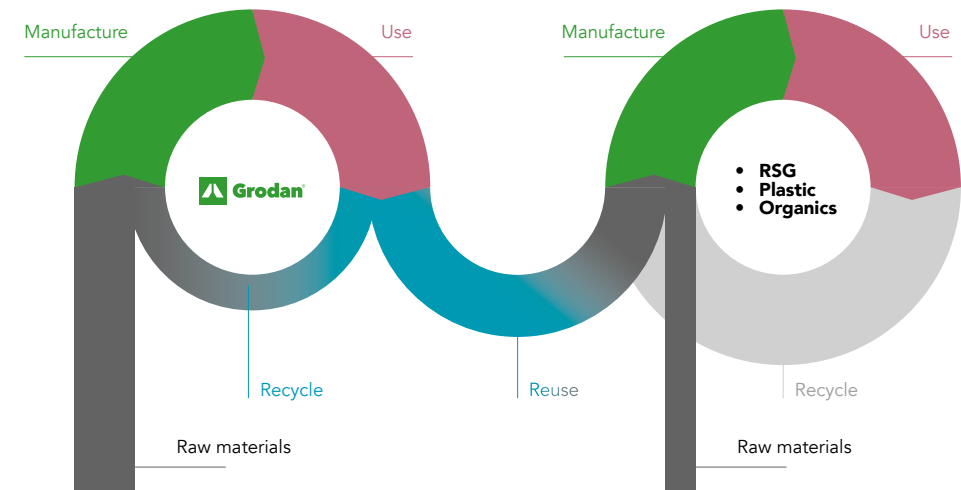 Manufacture
Use
Manufacture
Use
Grodan
• RSG
• Plastic
• Organics
Recycle
Reuse
Recycle
Raw materials
Raw materials